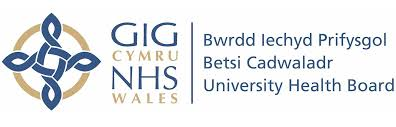 GIG
CYMRU
NHS
WALES
Bwrdd Iechyd Prifysgol
Betsi Cadwaladr
University Health Board